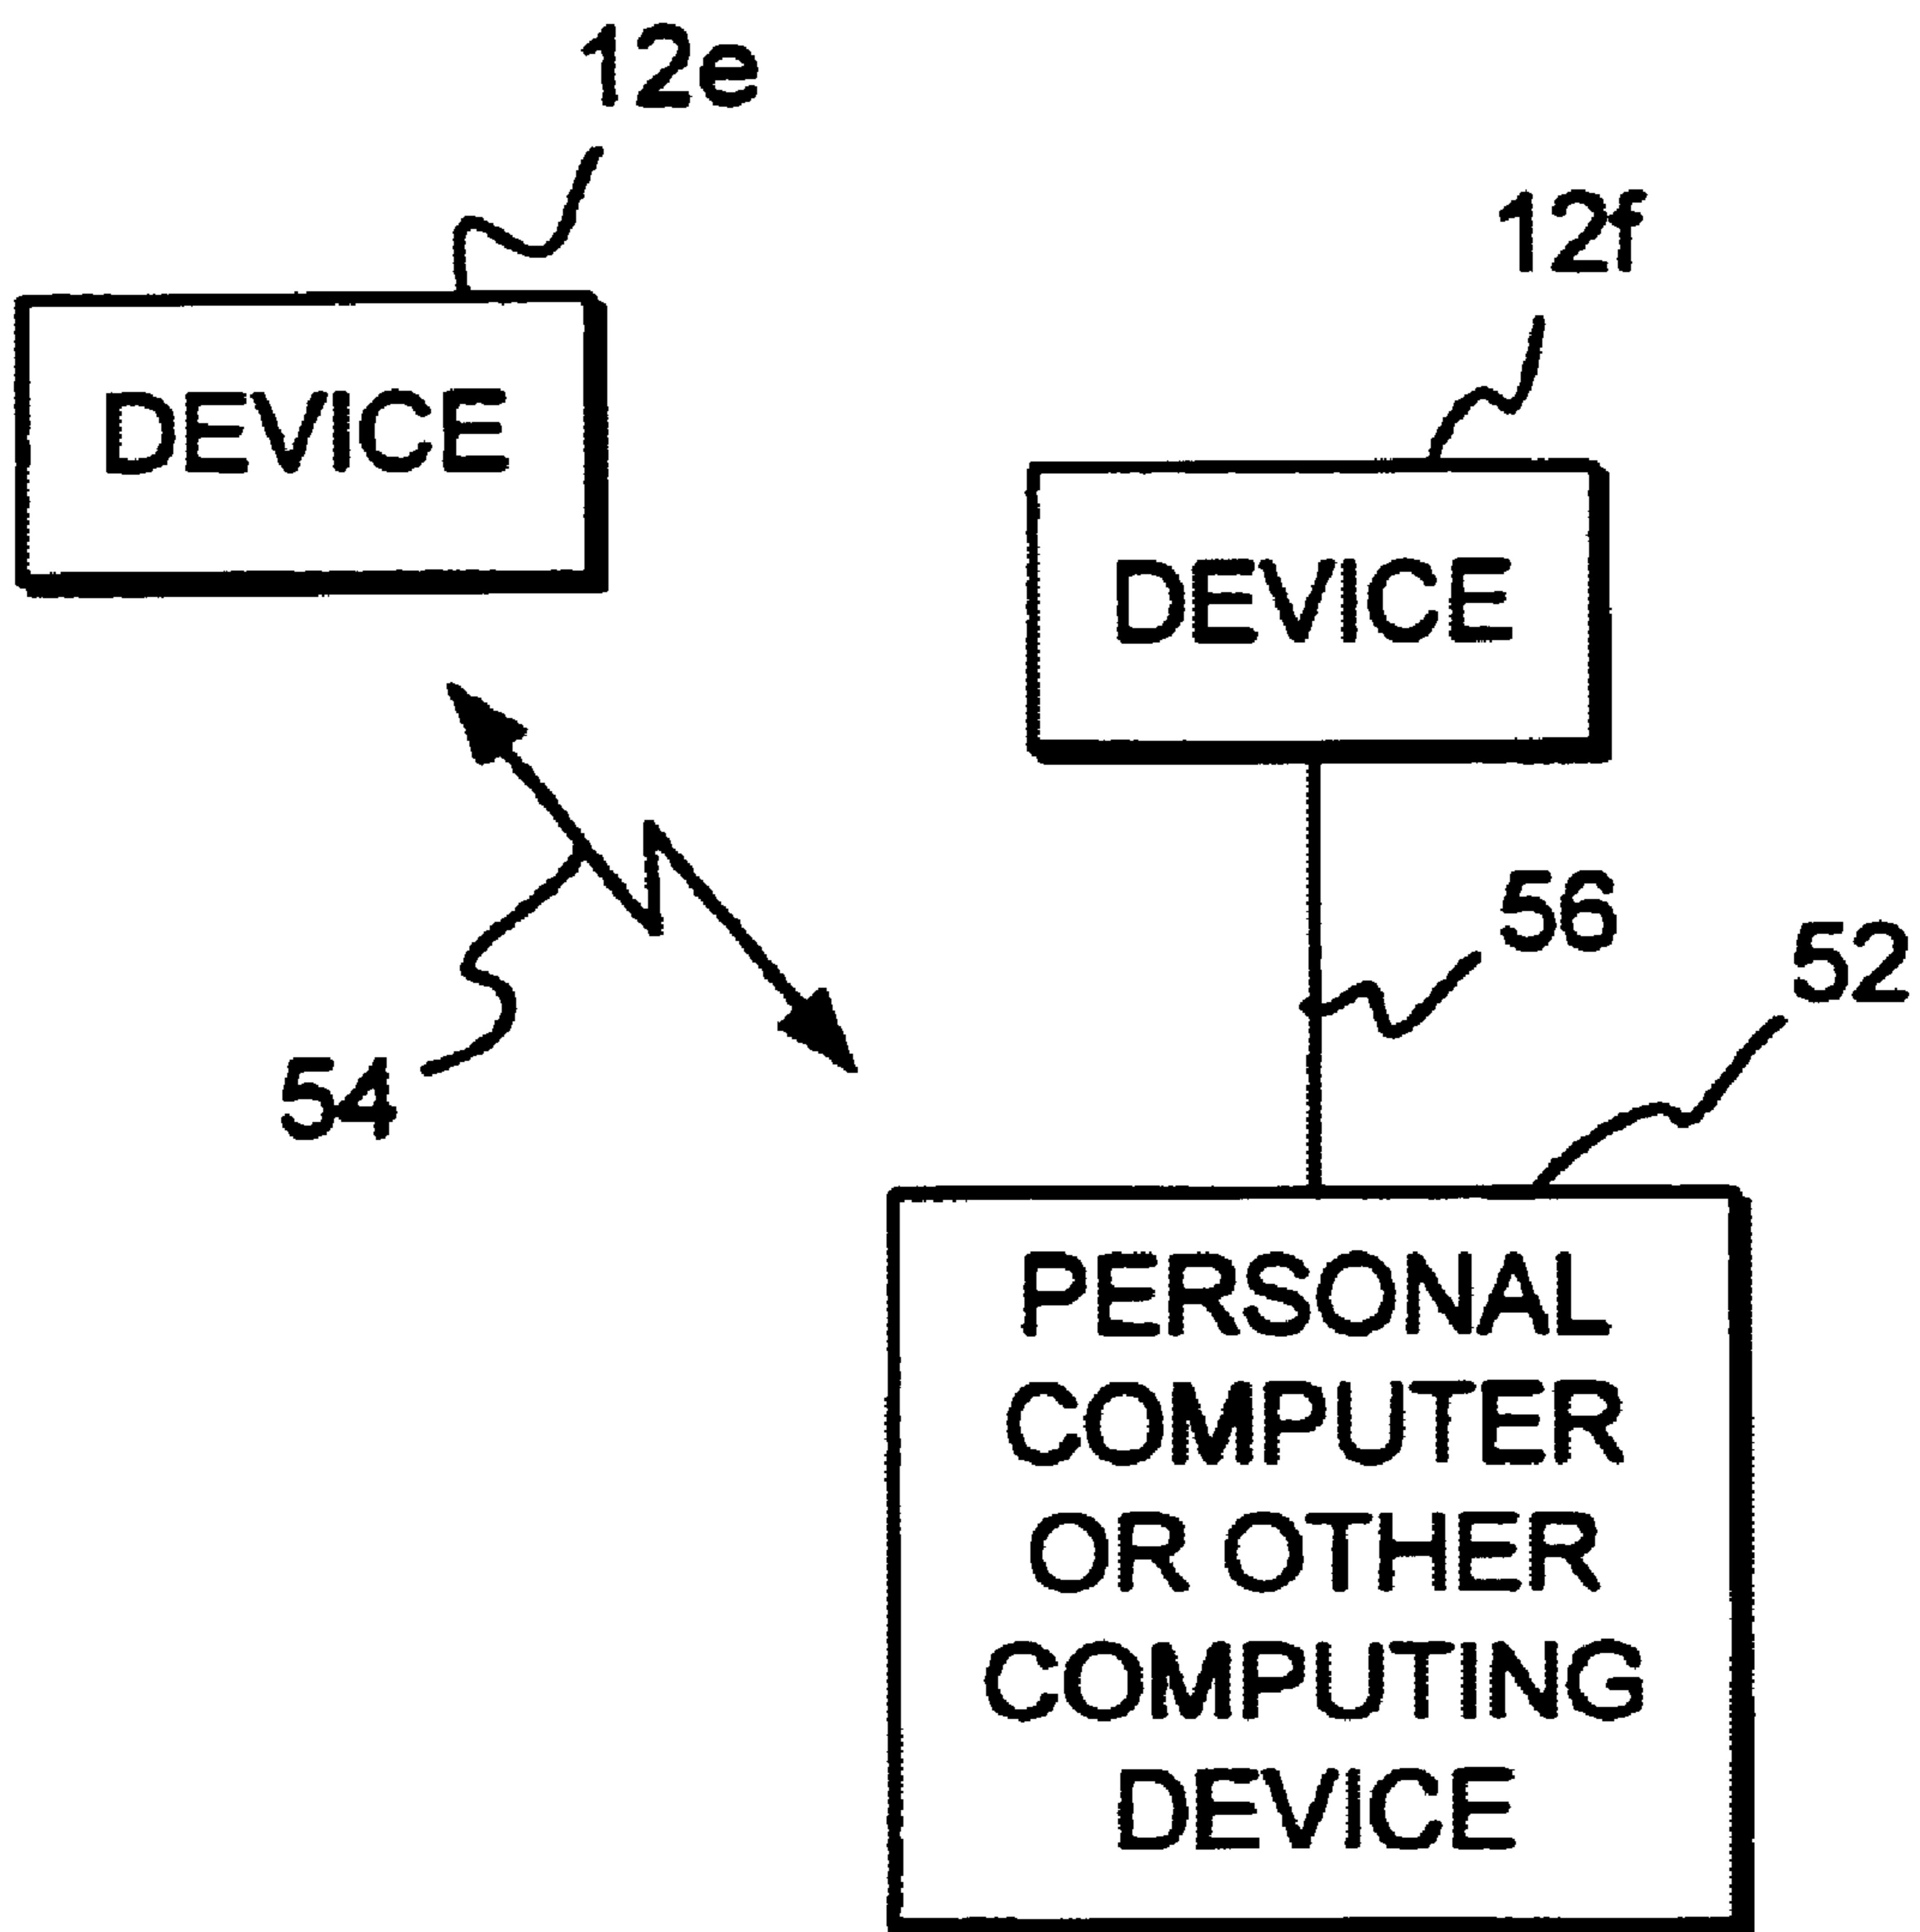 12e
12f
DEVICE
DEVICE
56
52
54
PERSONAL
COMPUTER
OR OTHER
COMPUTING
DEVICE